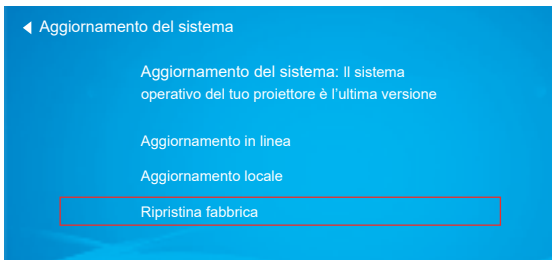 Aggiornamento del sistema
Aggiornamento del sistema: Il sistema
operativo del tuo proiettore è l'ultima versione
Aggiornamento in linea
Aggiornamento locale
Ripristina fabbrica